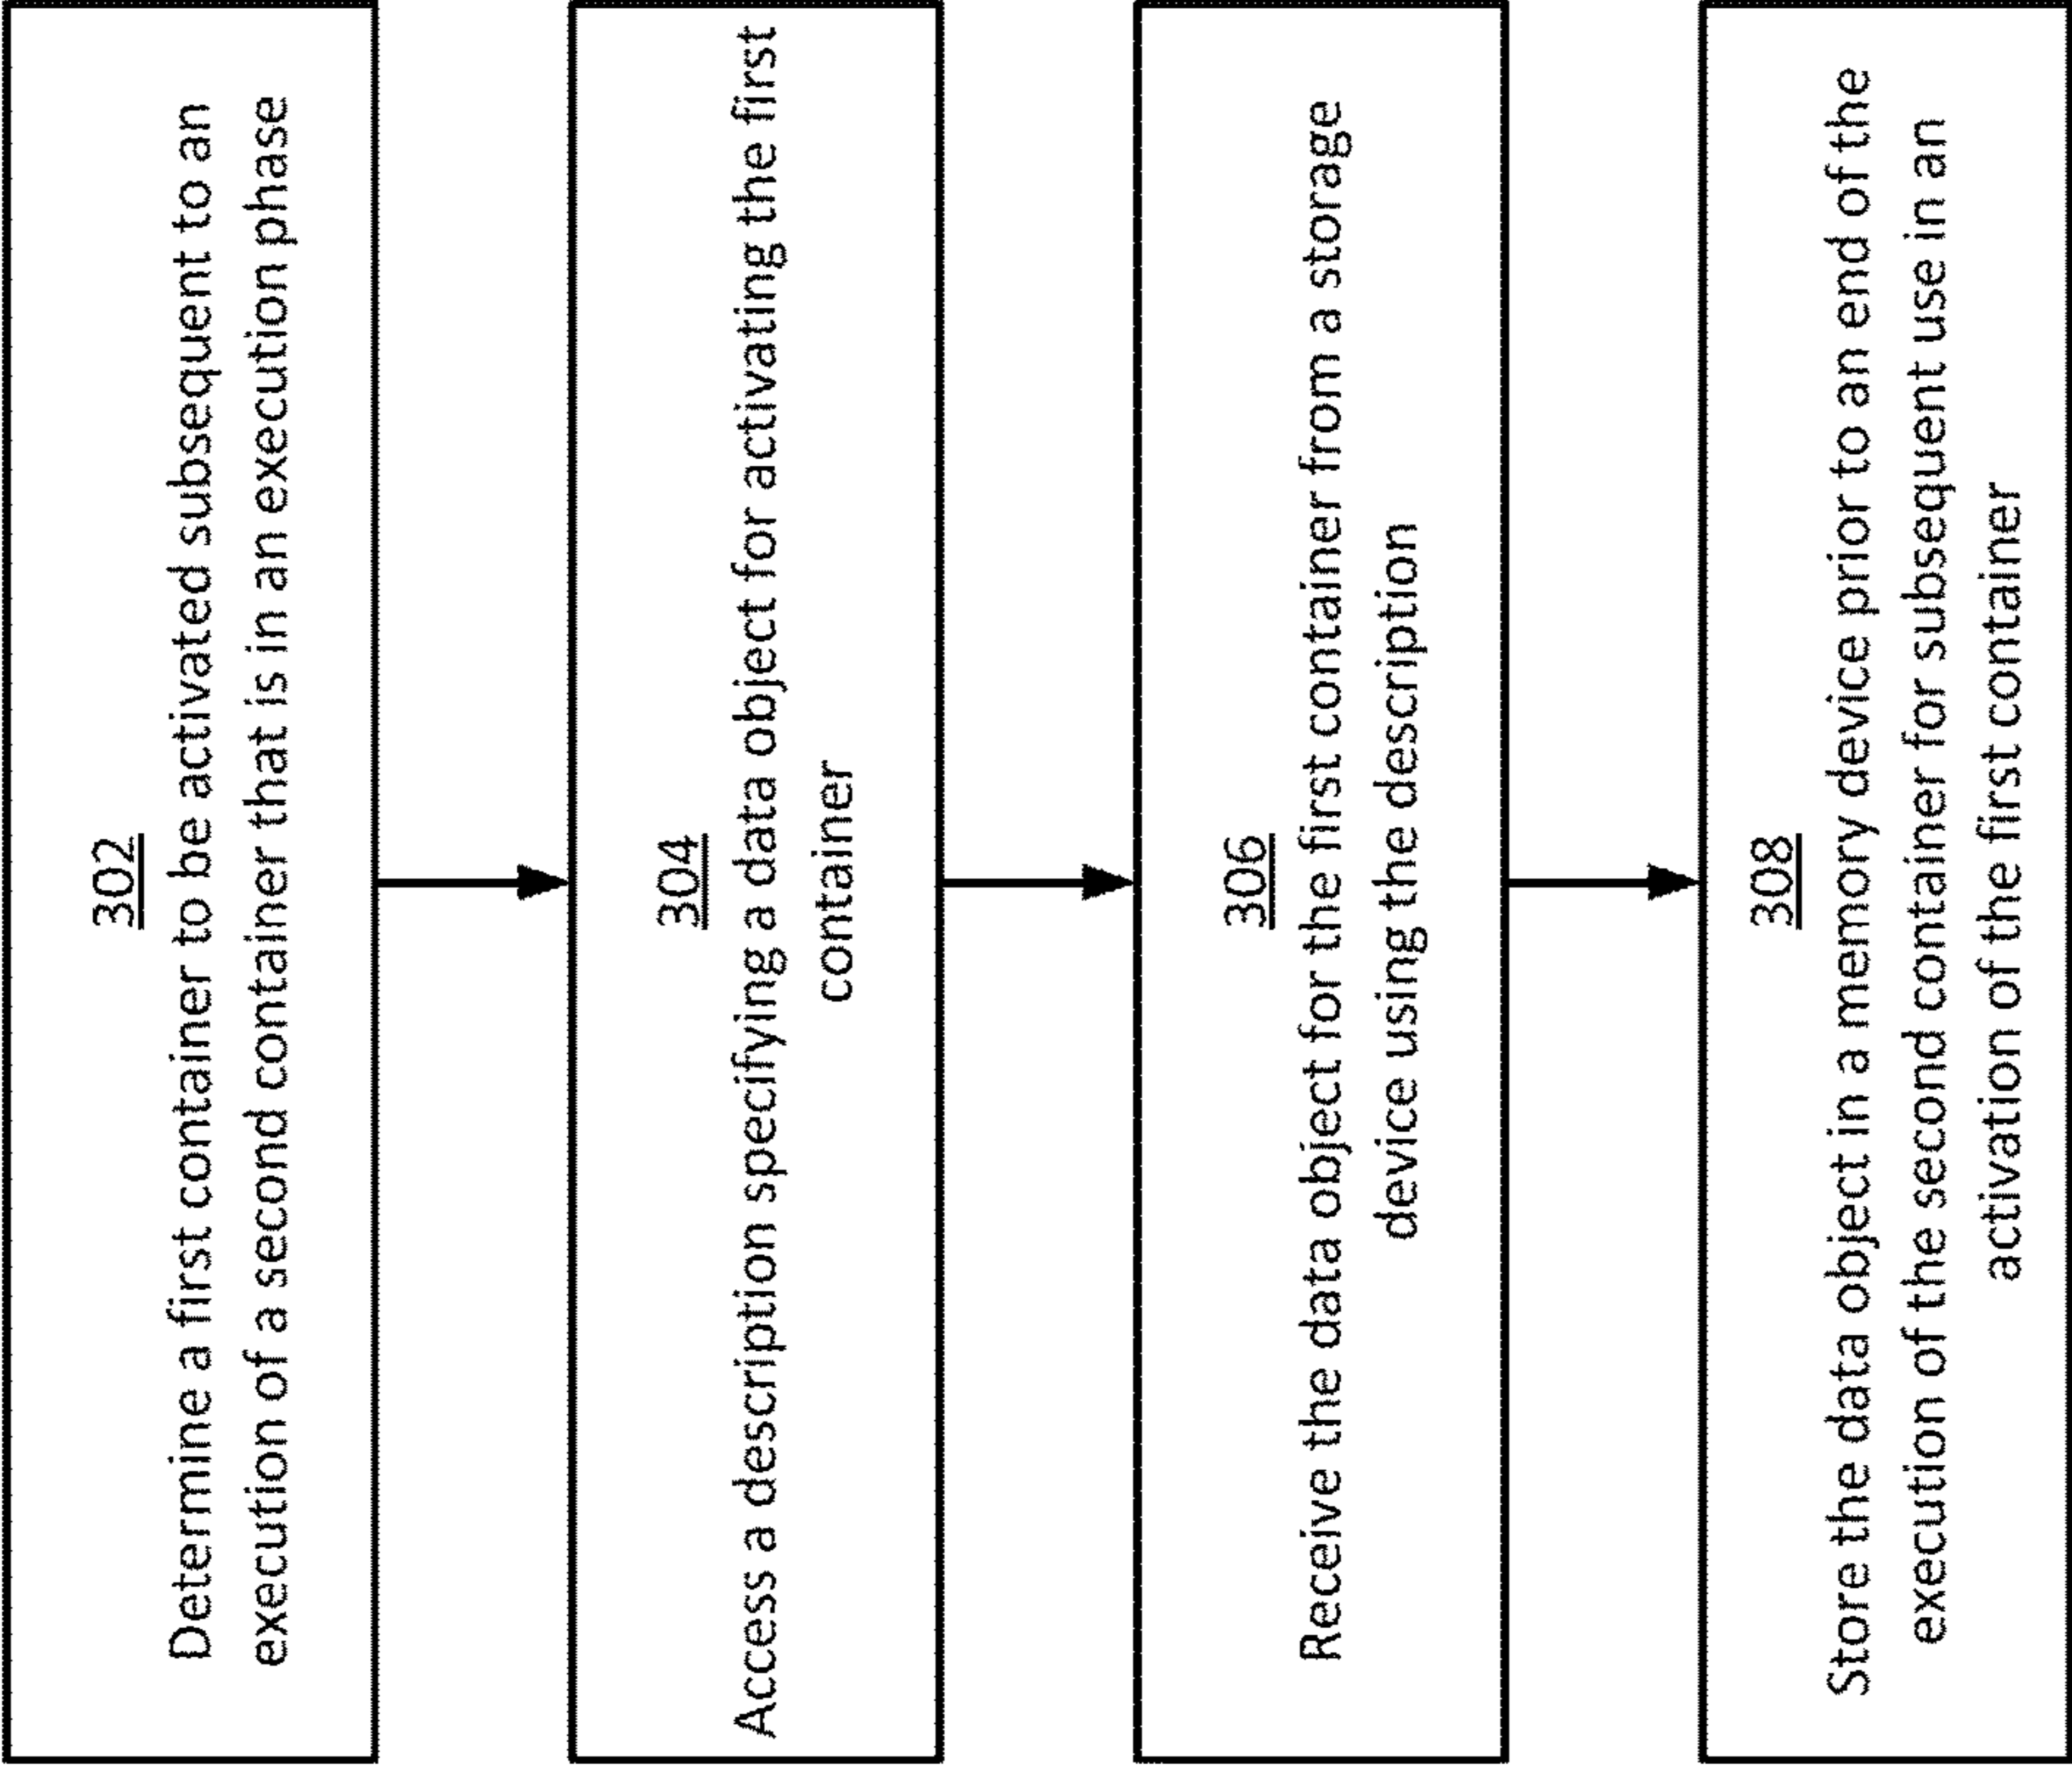 302
Determine a first container to be activated subsequent to an
execution of a second container that is in an execution phase
304
Access a description specifying a data object for activating the first
container
306
Receive the data object for the first container from a storage
device using the description
308
Store the data object in a memory device prior to an end of the
execution of the second container for subsequent use in an
activation of the first container